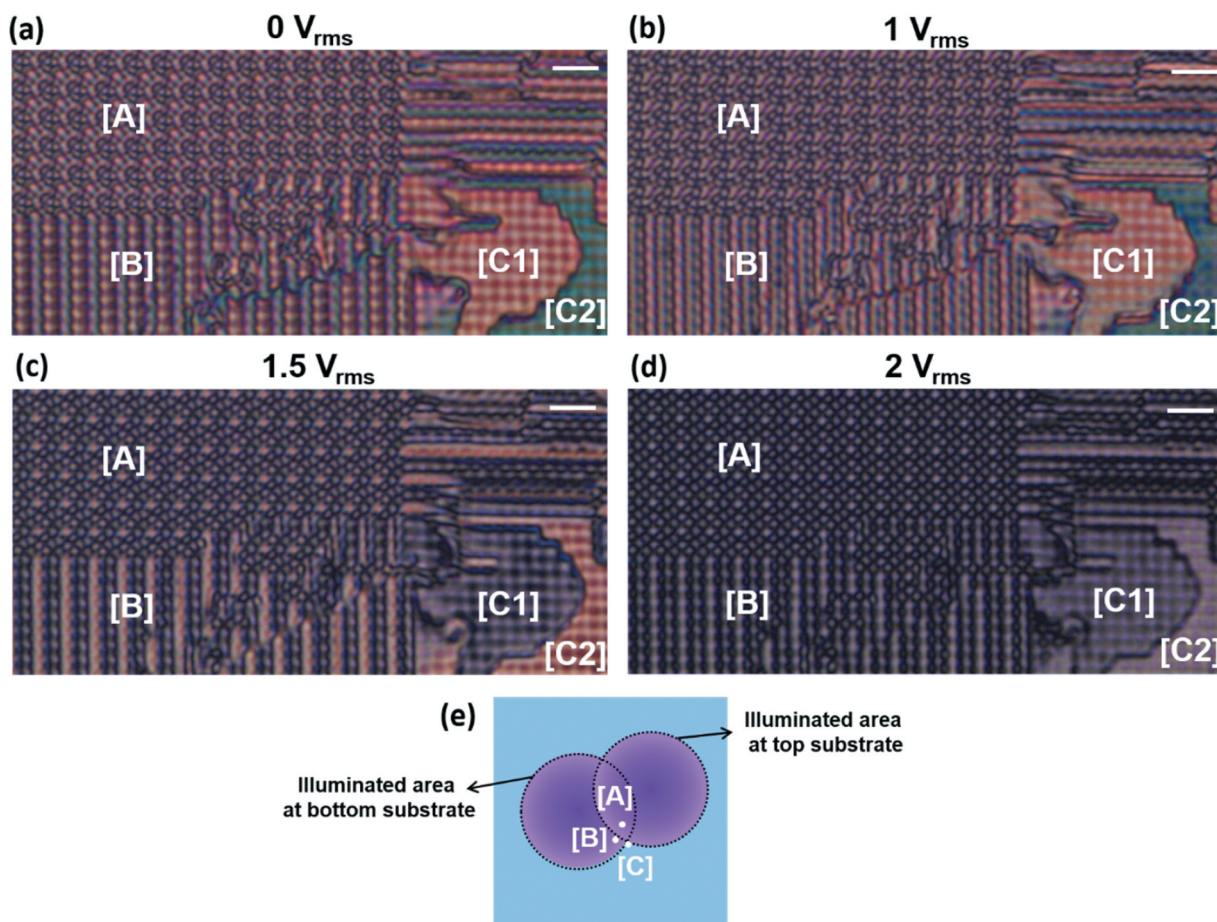 (a)
0 Vrms
[A]
[B]
[C1]
[C2]
(b)
1 Vrms
[A]
[B]
[C1]
[C2]
(c)
1.5 Vrms
[A]
[B]
[C1]
[C2]
(d)
2 Vrms
[A]
[B]
[C1]
[C2]
(e)
Illuminated area
at bottom substrate
Illuminated area
at top substrate
[A]
[B]
[C]